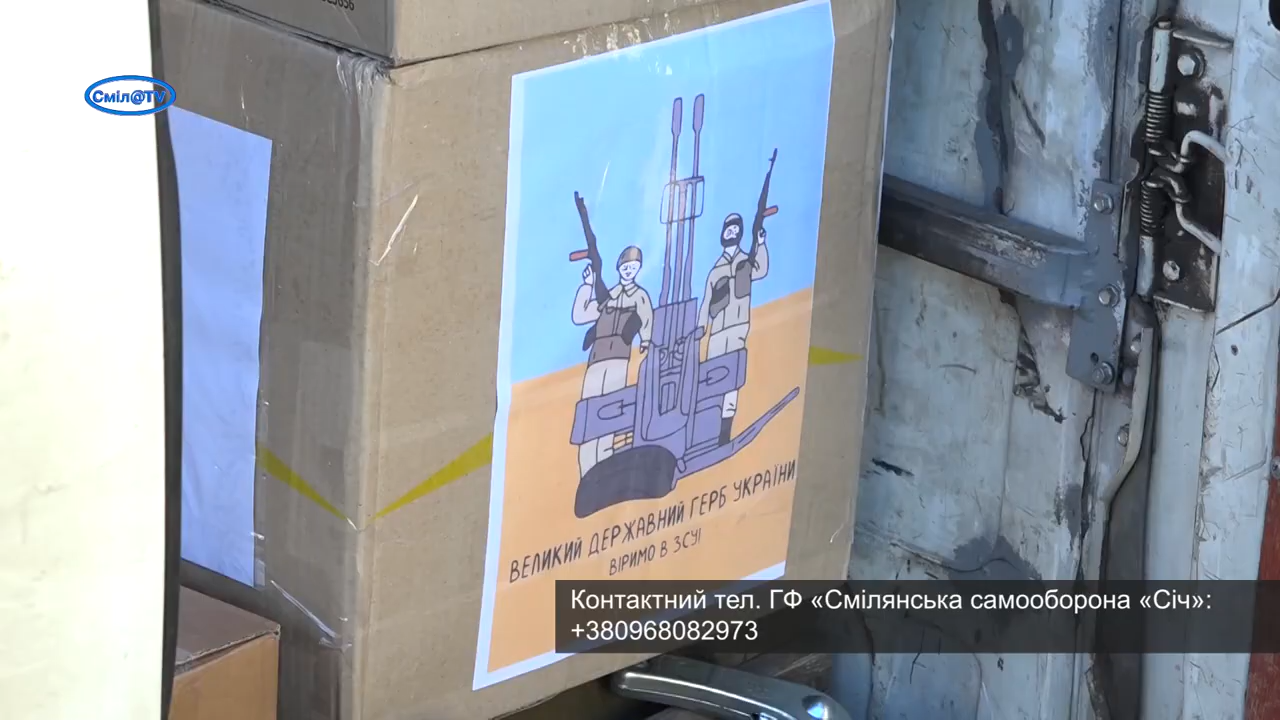 Сміл@TV
ВЕЛИКИЙ ДЕРЖАВНИЙ ГЕРБ УКРАЇНИ
ВІРИМО В ЗСУ!
Контактний тел. ГФ «Смілянська самооборона «Січ»:
+380968082973